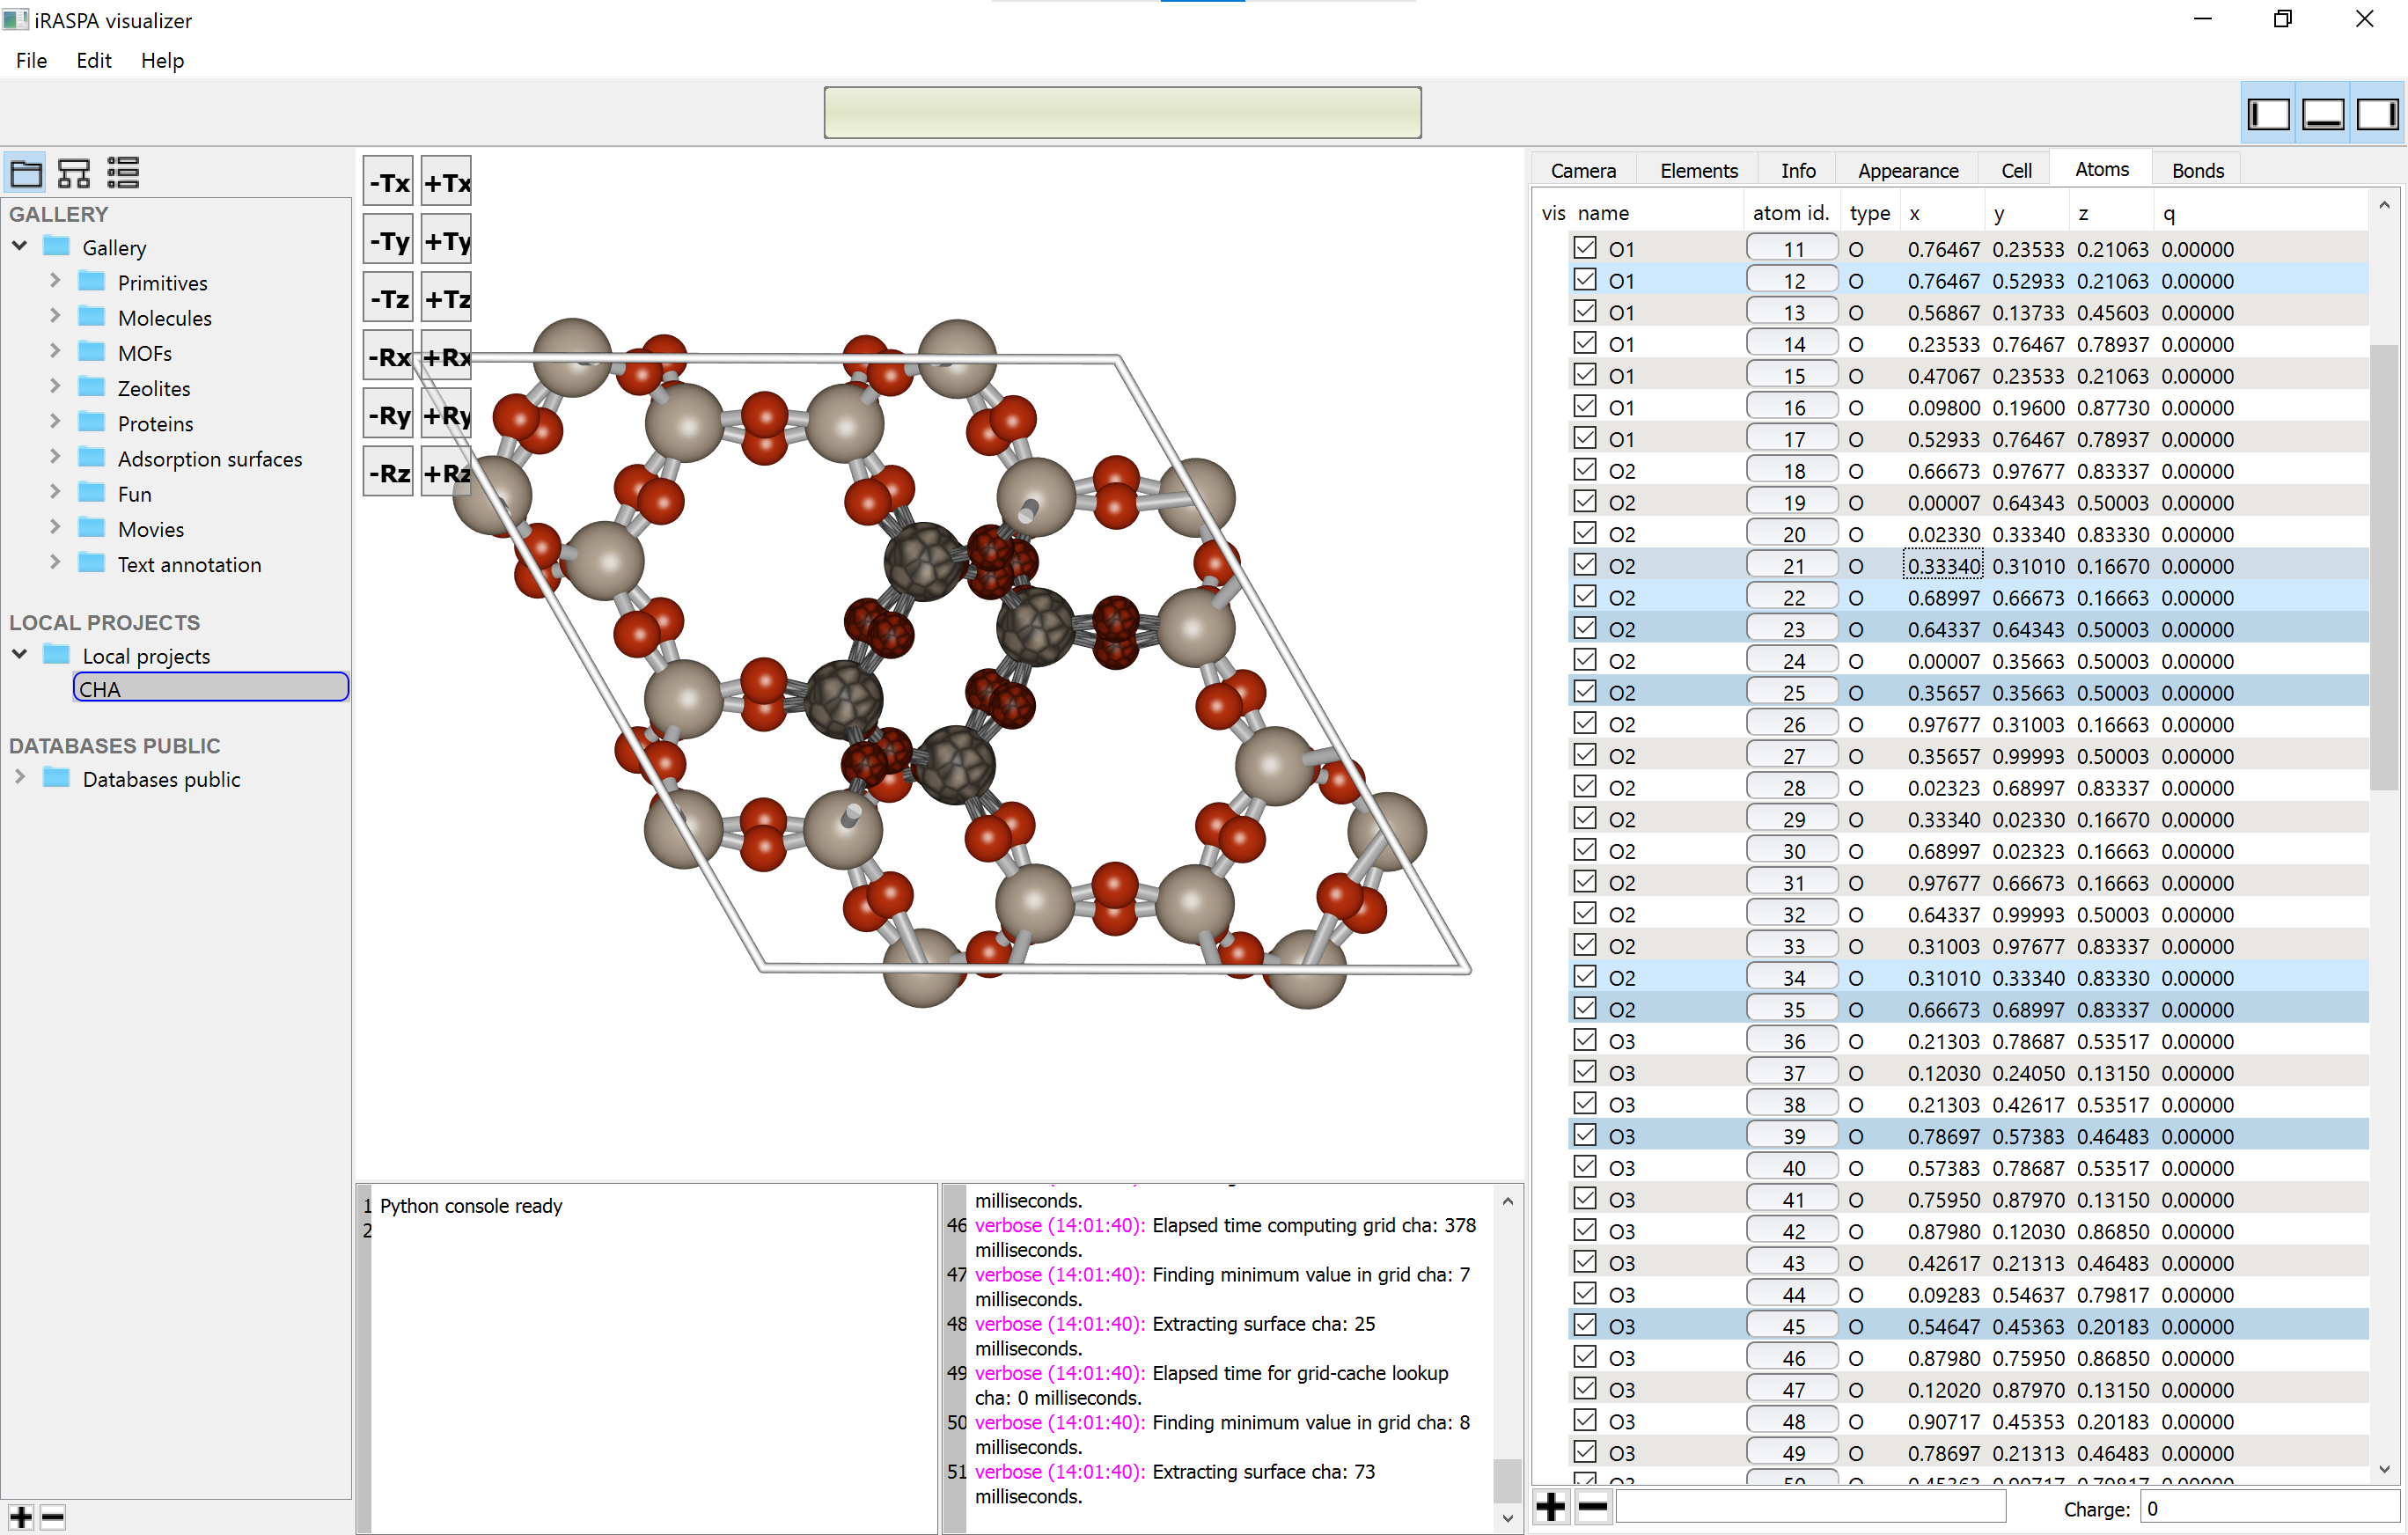 iRASPA visualizer
File Edit Help
GALLERY
Gallery
Primitives
Molecules
MOFs
Zeolites
Proteins
Adsorption surfaces
Fun
Movies
Text annotation
LOCAL PROJECTS
Local projects
CHA
DATABASES PUBLIC
Databases public
-Tx +Tx
-Ty +Ty
-Tz +Tz
-Rx +Rx
-Ry +Ry
-Rz +Rz
1 Python console ready
2
milliseconds.
46 verbose (14:01:40): Elapsed time computing grid cha: 378
milliseconds.
47 verbose (14:01:40): Finding minimum value in grid cha: 7
milliseconds.
48 verbose (14:01:40): Extracting surface cha: 25
milliseconds.
49 verbose (14:01:40): Elapsed time for grid-cache lookup
cha: 0 milliseconds.
50 verbose (14:01:40): Finding minimum value in grid cha: 8
milliseconds.
51 verbose (14:01:40): Extracting surface cha: 73
milliseconds.
Camera Elements Info Appearance Cell Atoms Bonds
vis name atom id. type x y z q
O1 11 O 0.76467 0.23533 0.21063 0.00000
O1 12 O 0.76467 0.52933 0.21063 0.00000
O1 13 O 0.56867 0.13733 0.45603 0.00000
O1 14 O 0.23533 0.76467 0.78937 0.00000
O1 15 O 0.47067 0.23533 0.21063 0.00000
O1 16 O 0.09800 0.19600 0.87730 0.00000
O1 17 O 0.52933 0.76467 0.78937 0.00000
O2 18 O 0.66673 0.97677 0.83337 0.00000
O2 19 O 0.00007 0.64343 0.50003 0.00000
O2 20 O 0.02330 0.33340 0.83330 0.00000
O2 21 O 0.33340 0.31010 0.16670 0.00000
O2 22 O 0.68997 0.66673 0.16663 0.00000
O2 23 O 0.64337 0.64343 0.50003 0.00000
O2 24 O 0.00007 0.35663 0.50003 0.00000
O2 25 O 0.35657 0.35663 0.50003 0.00000
O2 26 O 0.97677 0.31003 0.16663 0.00000
O2 27 O 0.35657 0.99993 0.50003 0.00000
O2 28 O 0.02323 0.68997 0.83337 0.00000
O2 29 O 0.33340 0.02330 0.16670 0.00000
O2 30 O 0.68997 0.02323 0.16663 0.00000
O2 31 O 0.97677 0.66673 0.16663 0.00000
O2 32 O 0.64337 0.99993 0.50003 0.00000
O2 33 O 0.31003 0.97677 0.83337 0.00000
O2 34 O 0.31010 0.33340 0.83330 0.00000
O2 35 O 0.66673 0.68997 0.83337 0.00000
O3 36 O 0.21303 0.78687 0.53517 0.00000
O3 37 O 0.12030 0.24050 0.13150 0.00000
O3 38 O 0.21303 0.42617 0.53517 0.00000
O3 39 O 0.78697 0.57383 0.46483 0.00000
O3 40 O 0.57383 0.78687 0.53517 0.00000
O3 41 O 0.75950 0.87970 0.13150 0.00000
O3 42 O 0.87980 0.12030 0.86850 0.00000
O3 43 O 0.42617 0.21313 0.46483 0.00000
O3 44 O 0.09283 0.54637 0.79817 0.00000
O3 45 O 0.54647 0.45363 0.20183 0.00000
O3 46 O 0.87980 0.75950 0.86850 0.00000
O3 47 O 0.12020 0.87970 0.13150 0.00000
O3 48 O 0.90717 0.45353 0.20183 0.00000
O3 49 O 0.78697 0.21313 0.46483 0.00000
Charge: 0